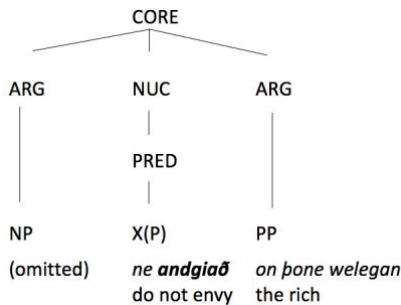 CORE
ARG NUC ARG
PRED
NP X(P) PP
(omitted) ne andgiað on þone welegan
do not envy the rich